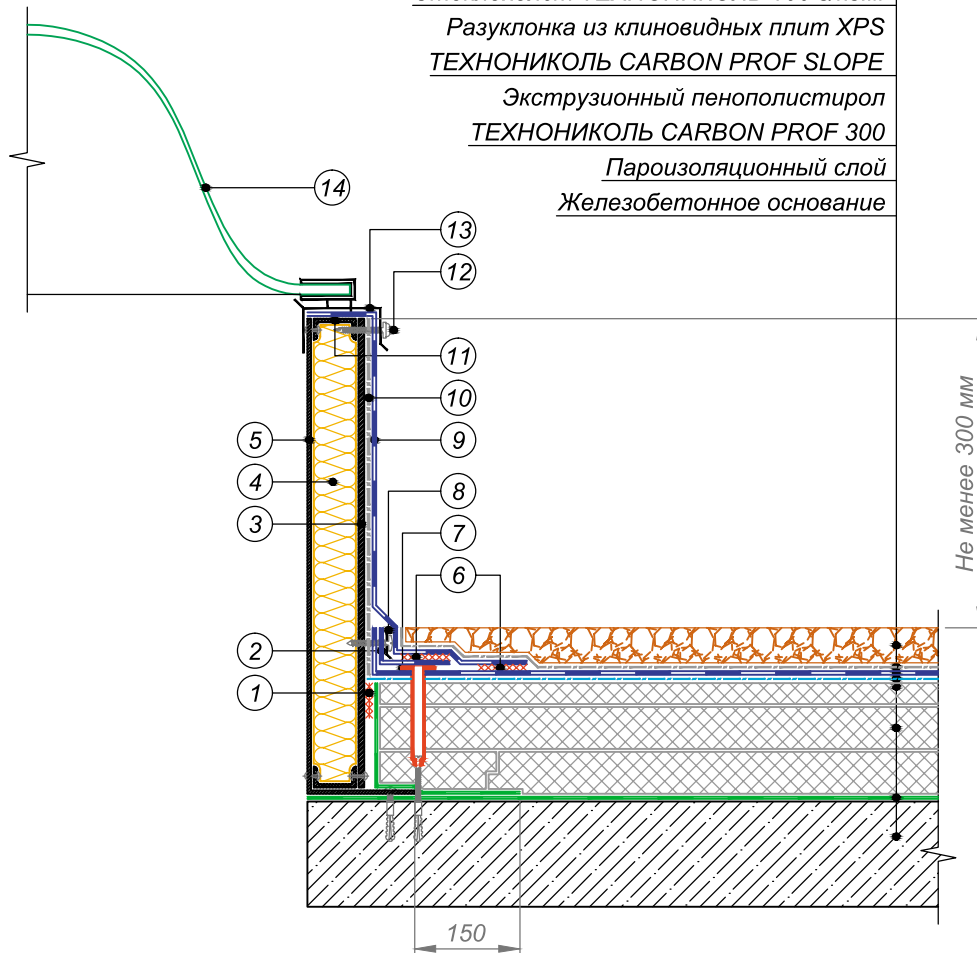 Разуклонка из клиновидных плит XPS
ТЕХНОНИКОЛЬ CARBON PROF SLOPE
Экструзионный пенополистирол
ТЕХНОНИКОЛЬ CARBON PROF 300
Пароизоляционный слой
Железобетонное основание
14
13
12
11
10
5
9
4
8
3
7
6
2
1
Не менее 300 мм
150